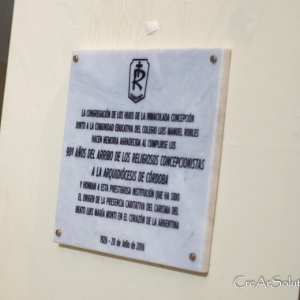 LA CONGREGACIÓN DE LOS HIJOS DE LA INMACULADA CONCEPCIÓN
JUNTO A LA COMUNIDAD EDUCATIVA DEL COLEGIO LUIS MANUEL ROBLES
HACEN MEMORIA AGRADECIDA AL CUMPLIRSE LOS
90º AÑOS DEL ARRIBO DE LOS RELIGIOSOS CONCEPCIONISTAS
A LA ARQUIDIÓCESIS DE CÓRDOBA
Y HONRAN A ESTA PRESTIGIOSA INSTITUCIÓN QUE HA SIDO
EL ORIGEN DE LA PRESENCIA CARITATIVA DEL CARISMA DEL
BEATO LUIS MARÍA MONTI EN EL CORAZÓN DE LA ARGENTINA
1926 - 20 de Julio de 2016
CreArSolut